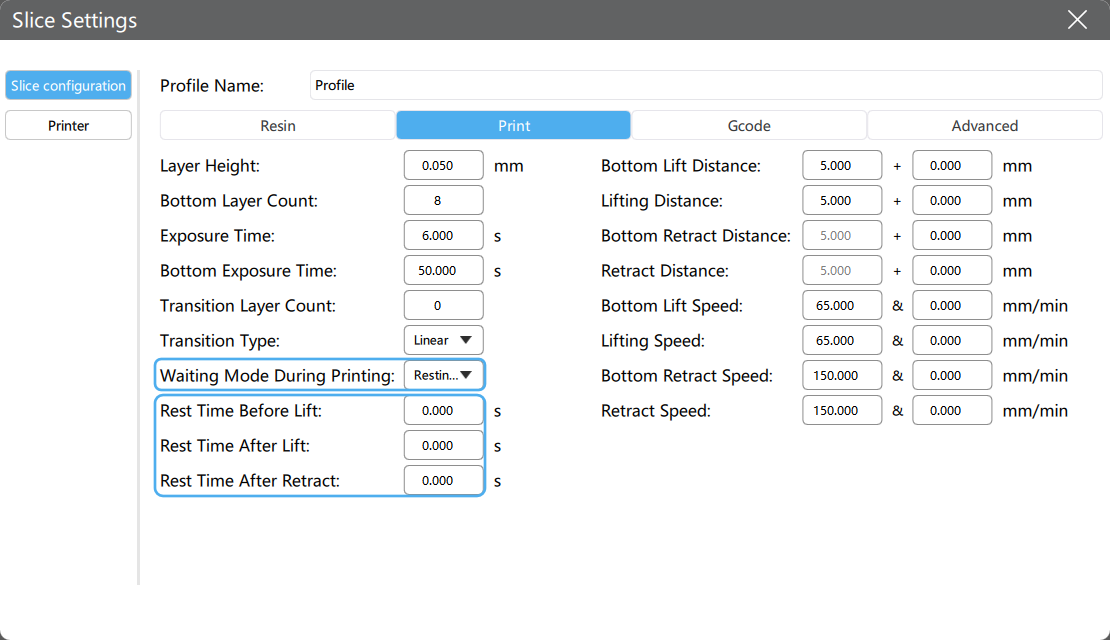 Slice Settings
Slice configuration
Printer
Profile Name: Profile
Resin Print Gcode Advanced
Layer Height: 0.050 mm
Bottom Layer Count: 8
Exposure Time: 6.000 s
Bottom Exposure Time: 50.000 s
Transition Layer Count: 0
Transition Type: Linear
Waiting Mode During Printing: Restin...
Rest Time Before Lift: 0.000 s
Rest Time After Lift: 0.000 s
Rest Time After Retract: 0.000 s
Bottom Lift Distance: 5.000 + 0.000 mm
Lifting Distance: 5.000 + 0.000 mm
Bottom Retract Distance: 5.000 + 0.000 mm
Retract Distance: 5.000 + 0.000 mm
Bottom Lift Speed: 65.000 & 0.000 mm/min
Lifting Speed: 65.000 & 0.000 mm/min
Bottom Retract Speed: 150.000 & 0.000 mm/min
Retract Speed: 150.000 & 0.000 mm/min